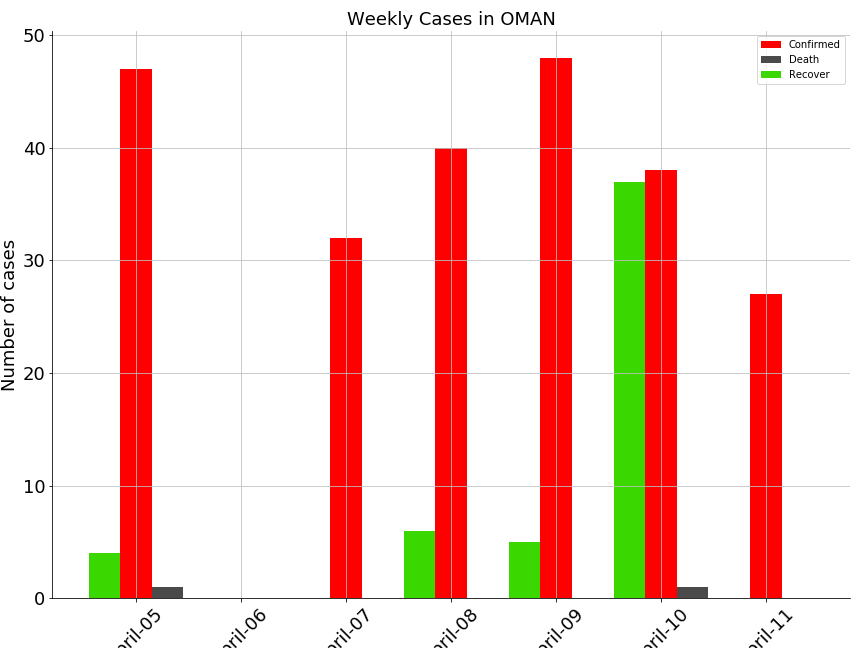 Weekly Cases in OMAN
Confirmed
Death
Recover
Number of cases
50
40
30
20
10
0
pril-05
pril-06
pril-07
pril-08
pril-09
pril-10
pril-11